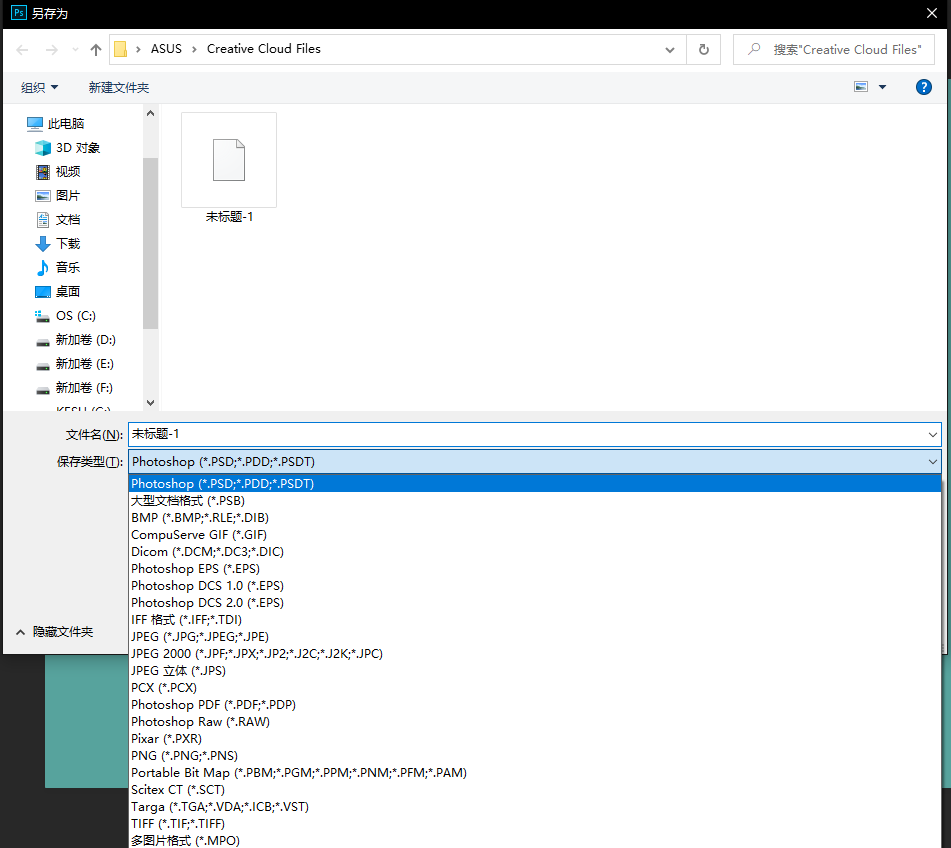 Ps 另存为
ASUS › Creative Cloud Files
搜索"Creative Cloud Files"
组织 新建文件夹
此电脑
3D 对象
视频
图片
文档
下载
音乐
桌面
OS (C:)
新加卷 (D:)
新加卷 (E:)
新加卷 (F:)
未标题-1
文件名(N): 未标题-1
保存类型(T): Photoshop (*.PSD;*.PDD;*.PSDT)
Photoshop (*.PSD;*.PDD;*.PSDT)
大型文档格式 (*.PSB)
BMP (*.BMP;*.RLE;*.DIB)
CompuServe GIF (*.GIF)
Dicom (*.DCM;*.DC3;*.DIC)
Photoshop EPS (*.EPS)
Photoshop DCS 1.0 (*.EPS)
Photoshop DCS 2.0 (*.EPS)
IFF 格式 (*.IFF;*.TDI)
JPEG (*.JPG;*.JPEG;*.JPE)
JPEG 2000 (*.JPF;*.JPX;*.JP2;*.J2C;*.J2K;*.JPC)
JPEG 立体 (*.JPS)
PCX (*.PCX)
Photoshop PDF (*.PDF;*.PDP)
Photoshop Raw (*.RAW)
Pixar (*.PXR)
PNG (*.PNG;*.PNS)
Portable Bit Map (*.PBM;*.PGM;*.PPM;*.PNM;*.PFM;*.PAM)
Scitex CT (*.SCT)
Targa (*.TGA;*.VDA;*.ICB;*.VST)
TIFF (*.TIF;*.TIFF)
多图片格式 (*.MPO)
隐藏文件夹